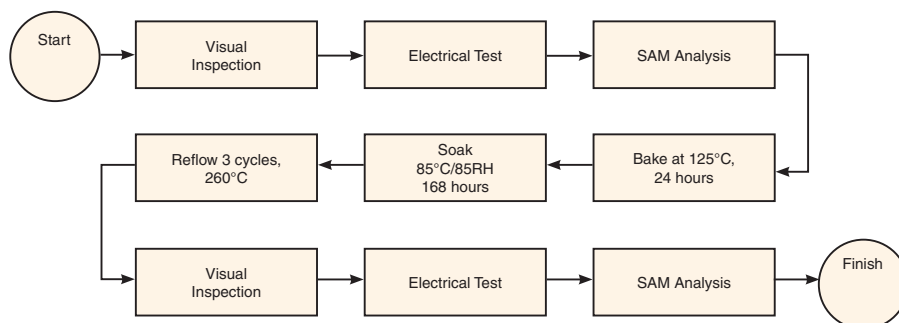 Start
Visual
Inspection
Electrical Test
SAM Analysis
Bake at 125°C,
24 hours
Soak
85°C/85RH
168 hours
Reflow 3 cycles,
260°C
Visual
Inspection
Electrical Test
SAM Analysis
Finish